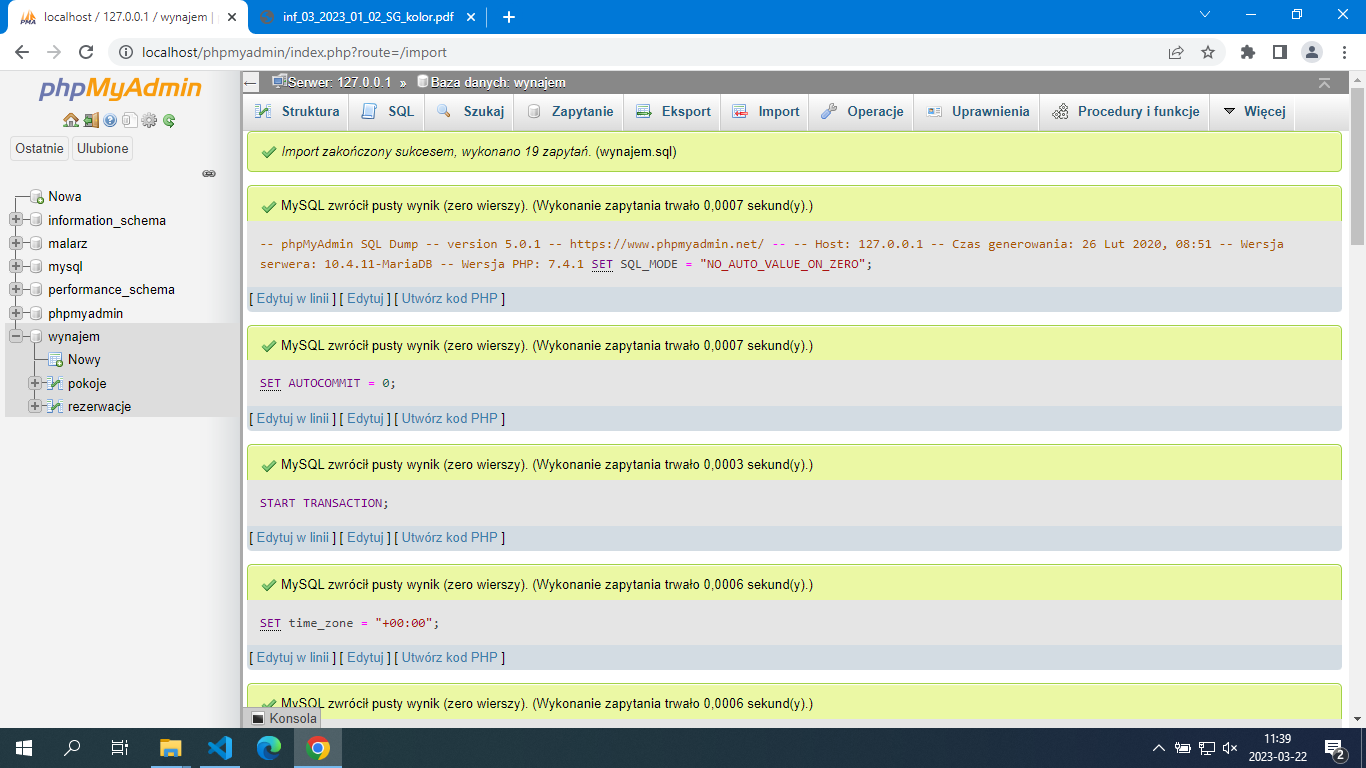 localhost / 127.0.0.1 / wynajem |
inf_03_2023_01_02_SG_kolor.pdf
localhost/phpmyadmin/index.php?route=/import
phpMyAdmin
Ostatnie
Ulubione
Nowa
information_schema
malarz
mysql
performance_schema
phpmyadmin
wynajem
Nowy
pokoje
rezerwacje
Serwer: 127.0.0.1 » Baza danych: wynajem
Struktura SQL Szukaj Zapytanie Eksport Import Operacje Uprawnienia Procedury i funkcje Więcej
Import zakończony sukcesem, wykonano 19 zapytań. (wynajem.sql)
MySQL zwrócił pusty wynik (zero wierszy). (Wykonanie zapytania trwało 0,0007 sekund(y).)
-- phpMyAdmin SQL Dump -- version 5.0.1 -- https://www.phpmyadmin.net/ -- -- Host: 127.0.0.1 -- Czas generowania: 26 Lut 2020, 08:51 -- Wersja
serwera: 10.4.11-MariaDB -- Wersja PHP: 7.4.1 SET SQL_MODE = "NO_AUTO_VALUE_ON_ZERO";
[ Edytuj w linii ] [ Edytuj ] [ Utwórz kod PHP ]
MySQL zwrócił pusty wynik (zero wierszy). (Wykonanie zapytania trwało 0,0007 sekund(y).)
SET AUTOCOMMIT = 0;
[ Edytuj w linii ] [ Edytuj ] [ Utwórz kod PHP ]
MySQL zwrócił pusty wynik (zero wierszy). (Wykonanie zapytania trwało 0,0003 sekund(y).)
START TRANSACTION;
[ Edytuj w linii ] [ Edytuj ] [ Utwórz kod PHP ]
MySQL zwrócił pusty wynik (zero wierszy). (Wykonanie zapytania trwało 0,0006 sekund(y).)
SET time_zone = "+00:00";
[ Edytuj w linii ] [ Edytuj ] [ Utwórz kod PHP ]
MySQL zwrócił pusty wynik (zero wierszy). (Wykonanie zapytania trwało 0,0006 sekund(y).)
Konsola
11:39
2023-03-22
2